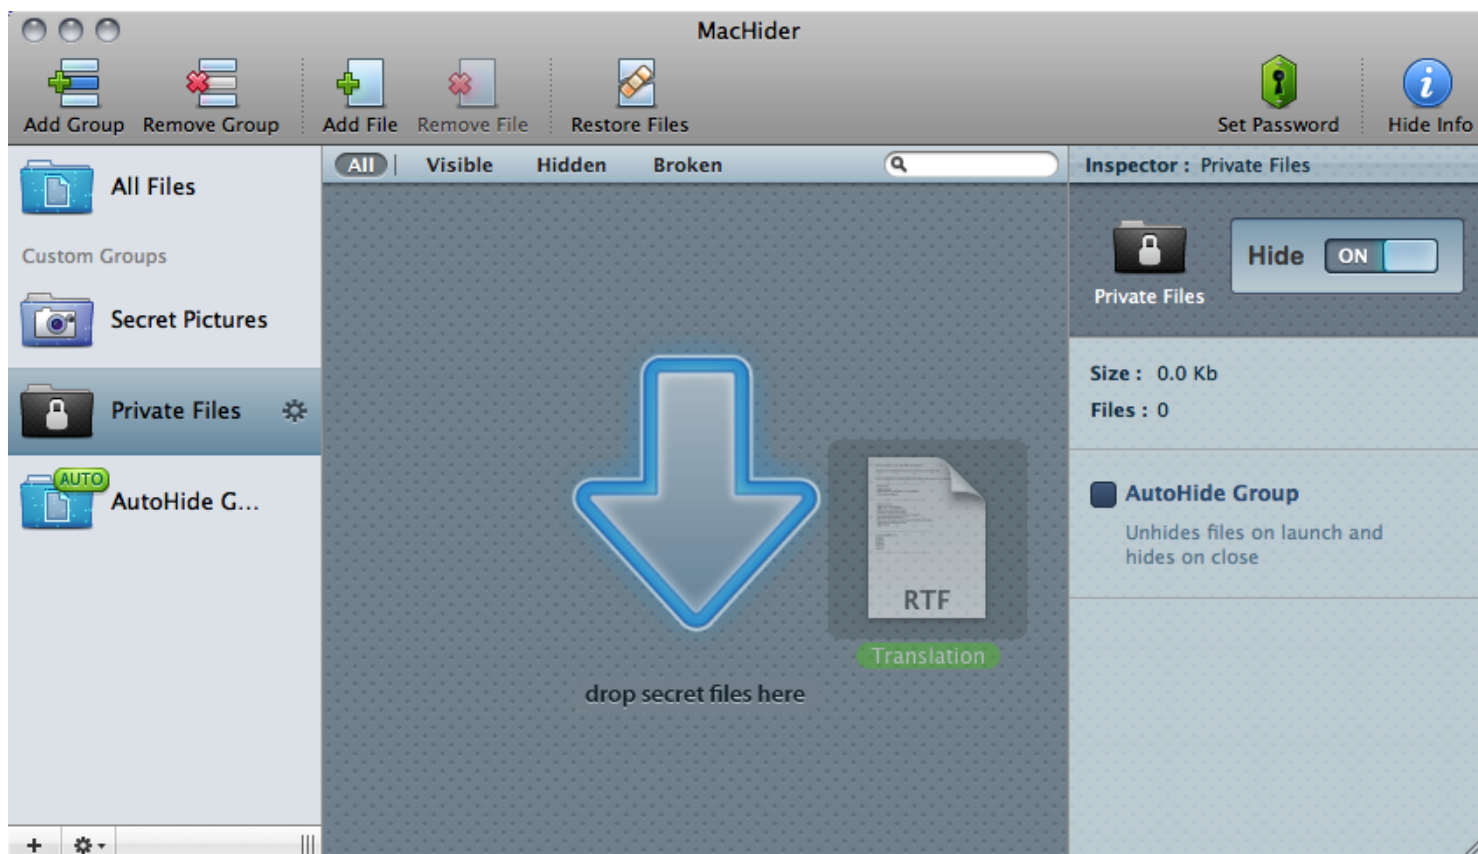 MacHider
Add Group Remove Group Add File Remove File Restore Files Set Password Hide Info
All Files
Custom Groups
Secret Pictures
Private Files
AUTO
AutoHide G...
All | Visible Hidden Broken
RTF
Translation
drop secret files here
Inspector : Private Files
Hide ON
Private Files
Size : 0.0 Kb
Files : 0
AutoHide Group
Unhides files on launch and
hides on close